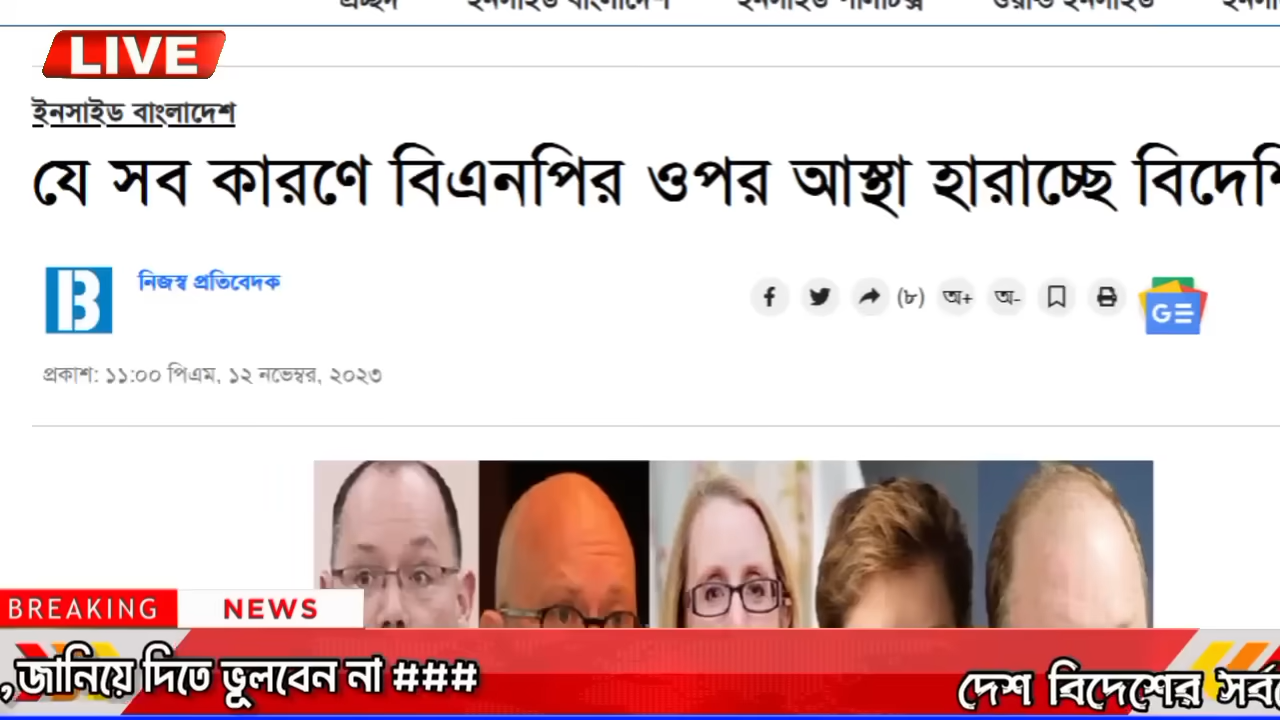 LIVE
ইনসাইড বাংলাদেশ
যে সব কারণে বিএনপির ওপর আস্থা হারাচ্ছে
B নিজস্ব প্রতিবেদক
(৮) অ+ অ-
G
প্রকাশ: ১১:০০ পিএম, ১২ নভেম্বর, ২০২৩
BREAKING NEWS
,জানিয়ে দিতে ভূলবেন না ###
দেশ বিদেশের